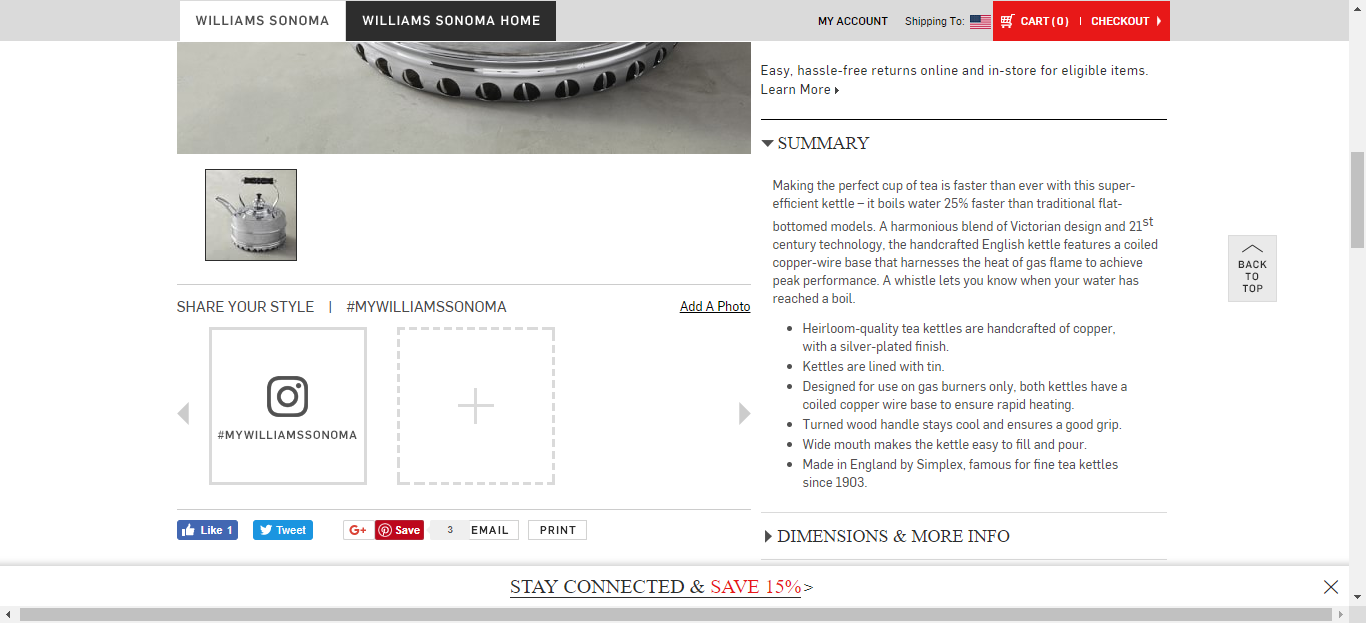 WILLIAMS SONOMA
WILLIAMS SONOMA HOME
MY ACCOUNT
Shipping To:
CART(0) | CHECKOUT
Easy, hassle-free returns online and in-store for eligible items.
Learn More
SUMMARY
Making the perfect cup of tea is faster than ever with this super-
efficient kettle – it boils water 25% faster than traditional flat-
bottomed models. A harmonious blend of Victorian design and 21st
century technology, the handcrafted English kettle features a coiled
copper-wire base that harnesses the heat of gas flame to achieve
peak performance. A whistle lets you know when your water has
reached a boil.
• Heirloom-quality tea kettles are handcrafted of copper,
with a silver-plated finish.
• Kettles are lined with tin.
• Designed for use on gas burners only, both kettles have a
coiled copper wire base to ensure rapid heating.
• Turned wood handle stays cool and ensures a good grip.
• Wide mouth makes the kettle easy to fill and pour.
• Made in England by Simplex, famous for fine tea kettles
since 1903.
DIMENSIONS & MORE INFO
BACK
TO
TOP
SHARE YOUR STYLE | #MYWILLIAMSSONOMA
Add A Photo
#MYWILLIAMSSONOMA
Like 1
Tweet
G+
Save
3
EMAIL
PRINT
STAY CONNECTED & SAVE 15%>